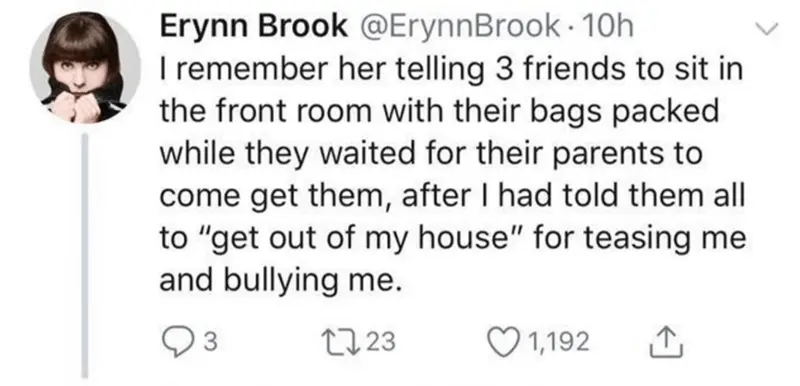 Erynn Brook @ErynnBrook · 10h
I remember her telling 3 friends to sit in
the front room with their bags packed
while they waited for their parents to
come get them, after I had told them all
to “get out of my house” for teasing me
and bullying me.
3 23 1,192